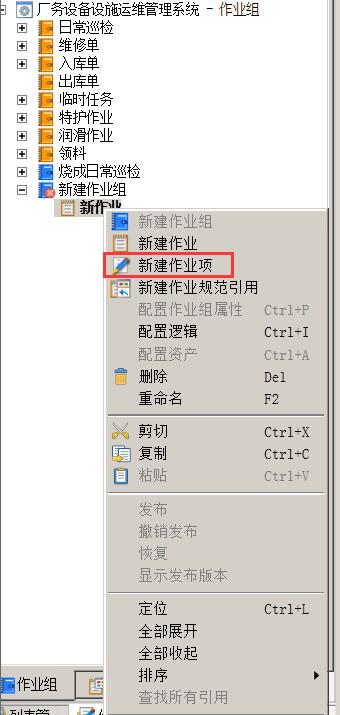 厂务设备设施运维管理系统 - 作业组
日常巡检
维修单
入库单
出库单
临时任务
特护作业
润滑作业
领料
烧成日常巡检
新建作业组
新作业
新建作业组
新建作业
新建作业项
新建作业规范引用
配置作业组属性 Ctrl+P
配置逻辑 Ctrl+I
配置资产 Ctrl+A
删除 Del
重命名 F2
剪切 Ctrl+X
复制 Ctrl+C
粘贴 Ctrl+V
发布
撤销发布
恢复
显示发布版本
定位 Ctrl+L
全部展开
全部收起
排序
查找所有引用
作业组